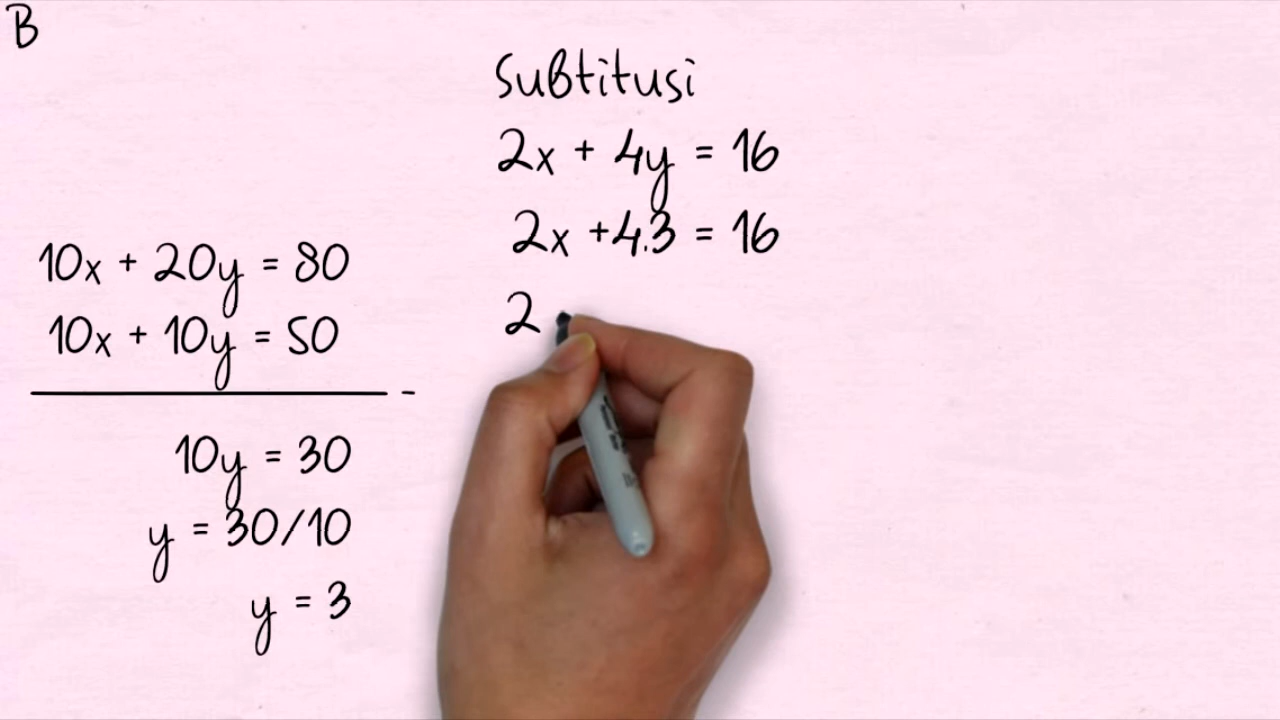 B
10x + 20y = 80
10x + 10y = 50
-
10y = 30
y = 30/10
y = 3
Subtitusi
2x + 4y = 16
2x +4.3 = 16
2